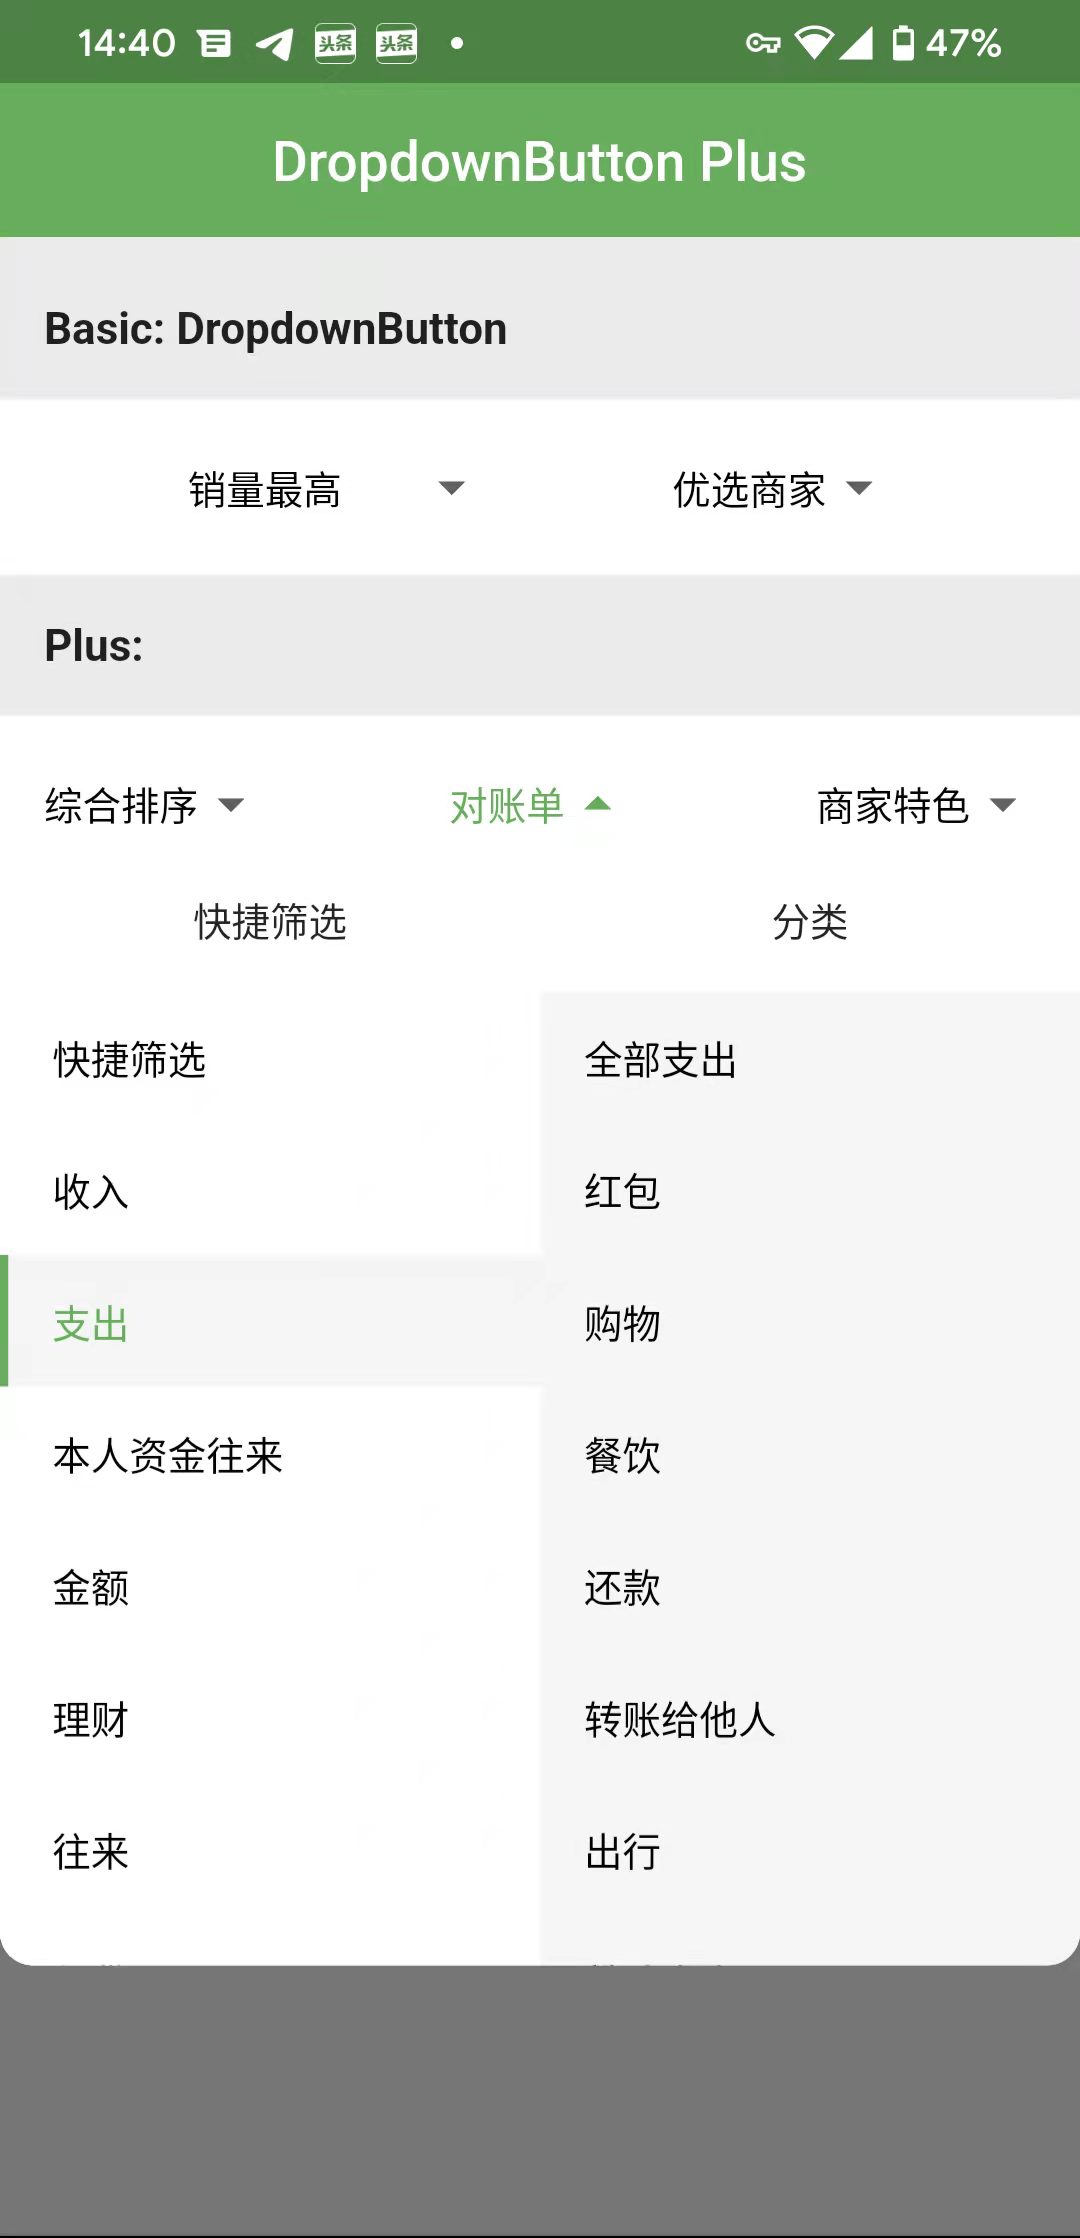 14:40 头条 头条 47%
DropdownButton Plus
Basic: DropdownButton
销量最高 优选商家
Plus:
综合排序 对账单 商家特色
快捷筛选 分类
快捷筛选 全部支出
收入 红包
支出 购物
本人资金往来 餐饮
金额 还款
理财 转账给他人
往来 出行